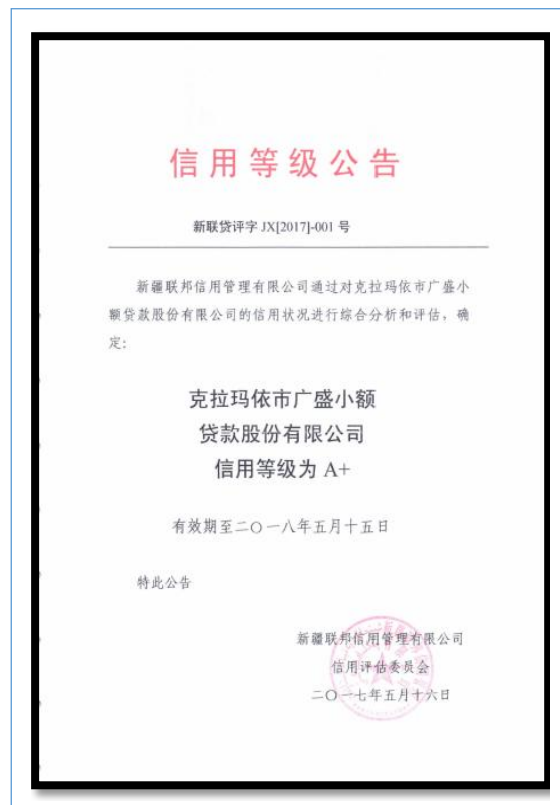 信用等级公告
新联贷评字 JX[2017]-001 号
新疆联邦信用管理有限公司通过对克拉玛依市广盛小
额贷款股份有限公司的信用状况进行综合分析和评估，确
定：
克拉玛依市广盛小额
贷款股份有限公司
信用等级为 A+
有效期至二〇一八年五月十五日
特此公告
新疆联邦信用管理有限公司
信用评估委员会
二〇一七年五月十六日